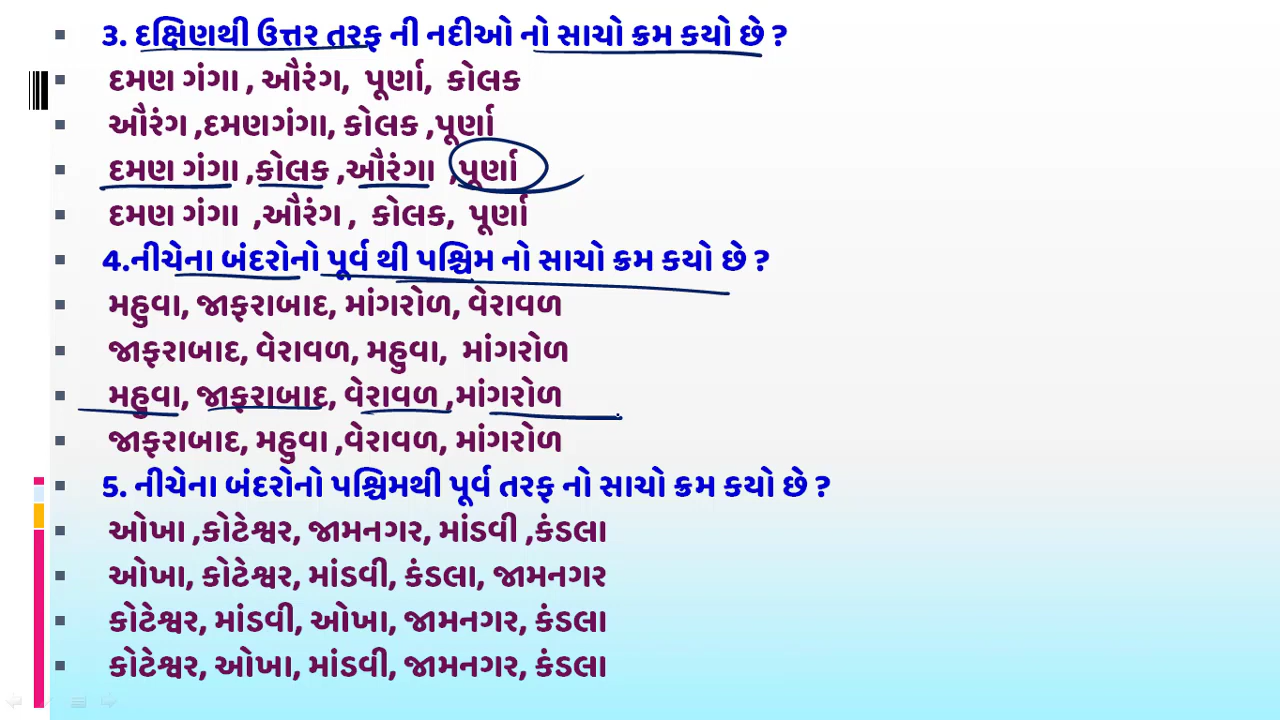 3. દક્ષિણથી ઉત્તર તરફ ની નદીઓ નો સાચો ક્રમ કયો છે ?
દમણ ગંગા , ઔરંગ, પૂર્ણા, કોલક
ઔરંગ ,દમણગંગા, કોલક ,પૂર્ણા
દમણ ગંગા ,કોલક ,ઔરંગા ,પૂર્ણા
દમણ ગંગા ,ઔરંગ , કોલક, પૂર્ણા
4.નીચેના બંદરોનો પૂર્વ થી પશ્ચિમ નો સાચો ક્રમ કયો છે ?
મહુવા, જાફરાબાદ, માંગરોળ, વેરાવળ
જાફરાબાદ, વેરાવળ, મહુવા, માંગરોળ
મહુવા, જાફરાબાદ, વેરાવળ ,માંગરોળ
જાફરાબાદ, મહુવા ,વેરાવળ, માંગરોળ
5. નીચેના બંદરોનો પશ્ચિમથી પૂર્વ તરફ નો સાચો ક્રમ કયો છે ?
ઓખા ,કોટેશ્વર, જામનગર, માંડવી ,કંડલા
ઓખા, કોટેશ્વર, માંડવી, કંડલા, જામનગર
કોટેશ્વર, માંડવી, ઓખા, જામનગર, કંડલા
કોટેશ્વર, ઓખા, માંડવી, જામનગર, કંડલા